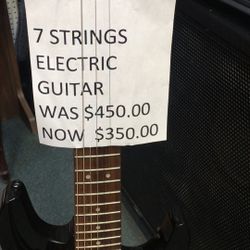 7 STRINGS
ELECTRIC
GUITAR
WAS $450.00
NOW $350.00